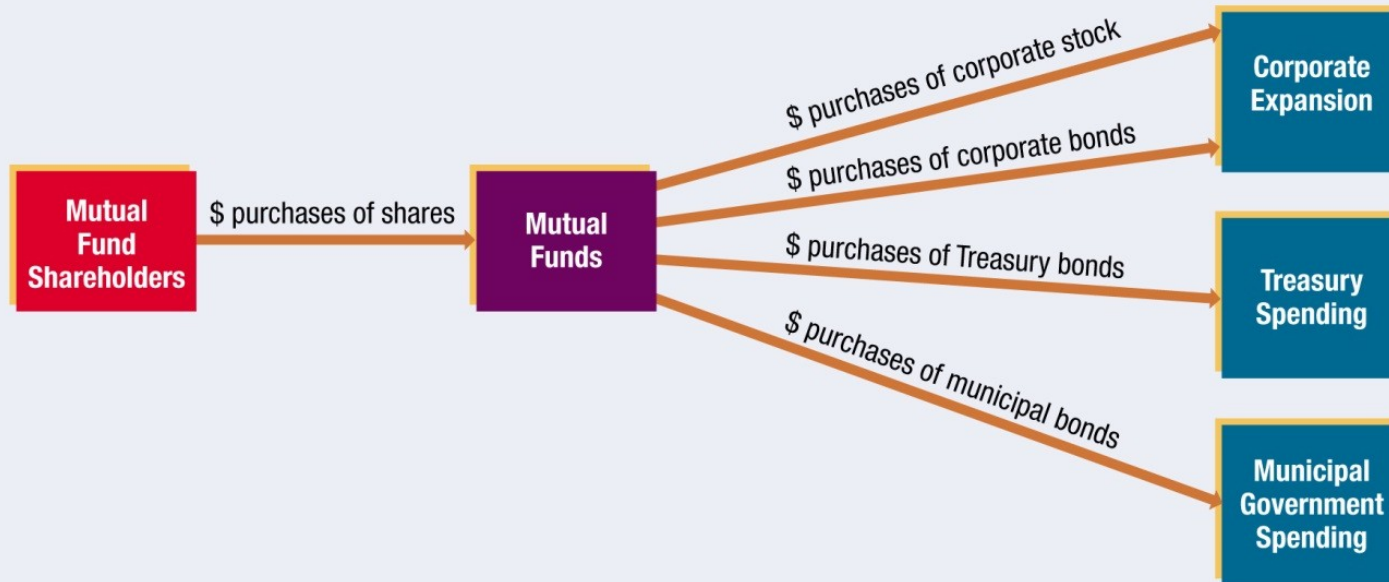 Mutual
Fund
Shareholders
$ purchases of shares
Mutual
Funds
$ purchases of corporate stock
$ purchases of corporate bonds
$ purchases of Treasury bonds
$ purchases of municipal bonds
Corporate
Expansion
Treasury
Spending
Municipal
Government
Spending